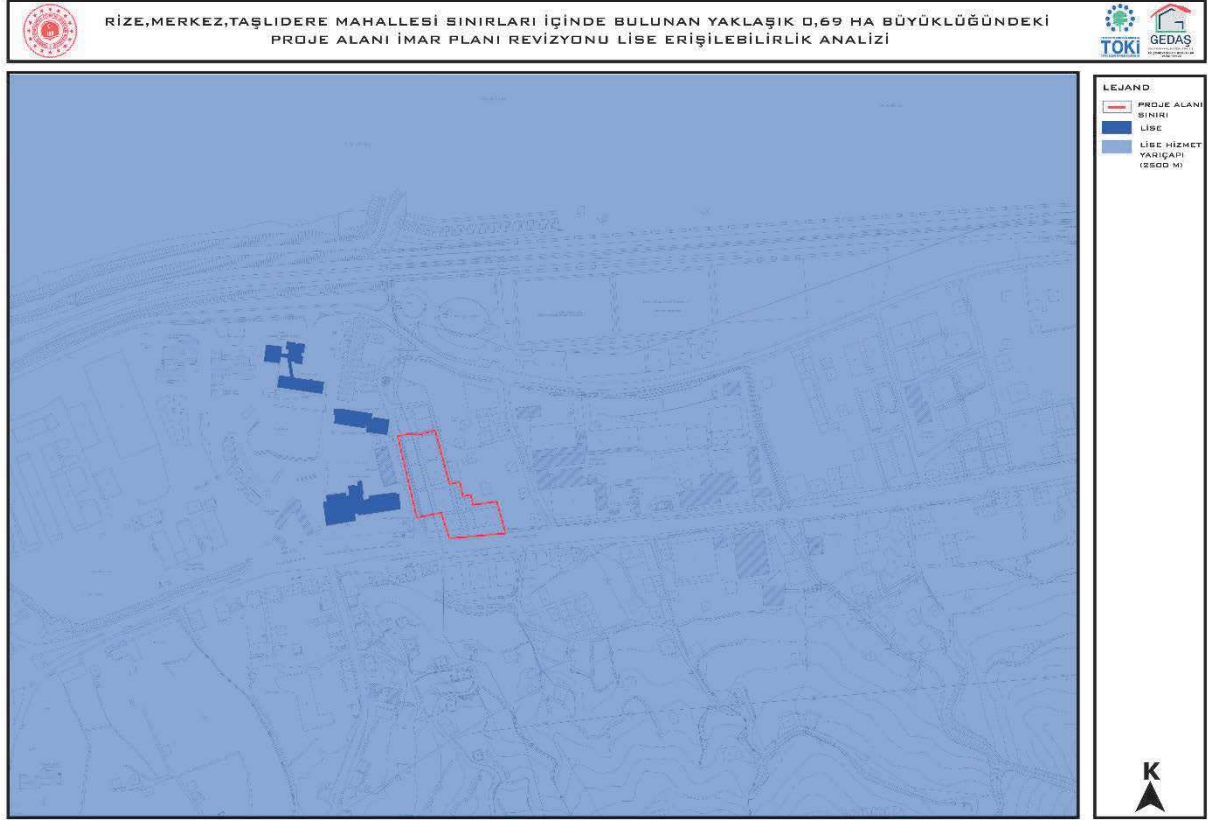 RİZE,MERKEZ,TAŞLIDERE MAHALLESİ SINIRLARI İÇİNDE BULUNAN YAKLAŞIK 0,69 HA BÜYÜKLÜĞÜNDEKİ
PROJE ALANI İMAR PLANI REVİZYONU LİSE ERİŞİLEBİLİRLİK ANALİZİ
TOKİ
GEDAŞ
LEJAND
PROJE ALANI
SINIRI
LİSE
LİSE HİZMET
YARIÇAPI
(2500 M)
K